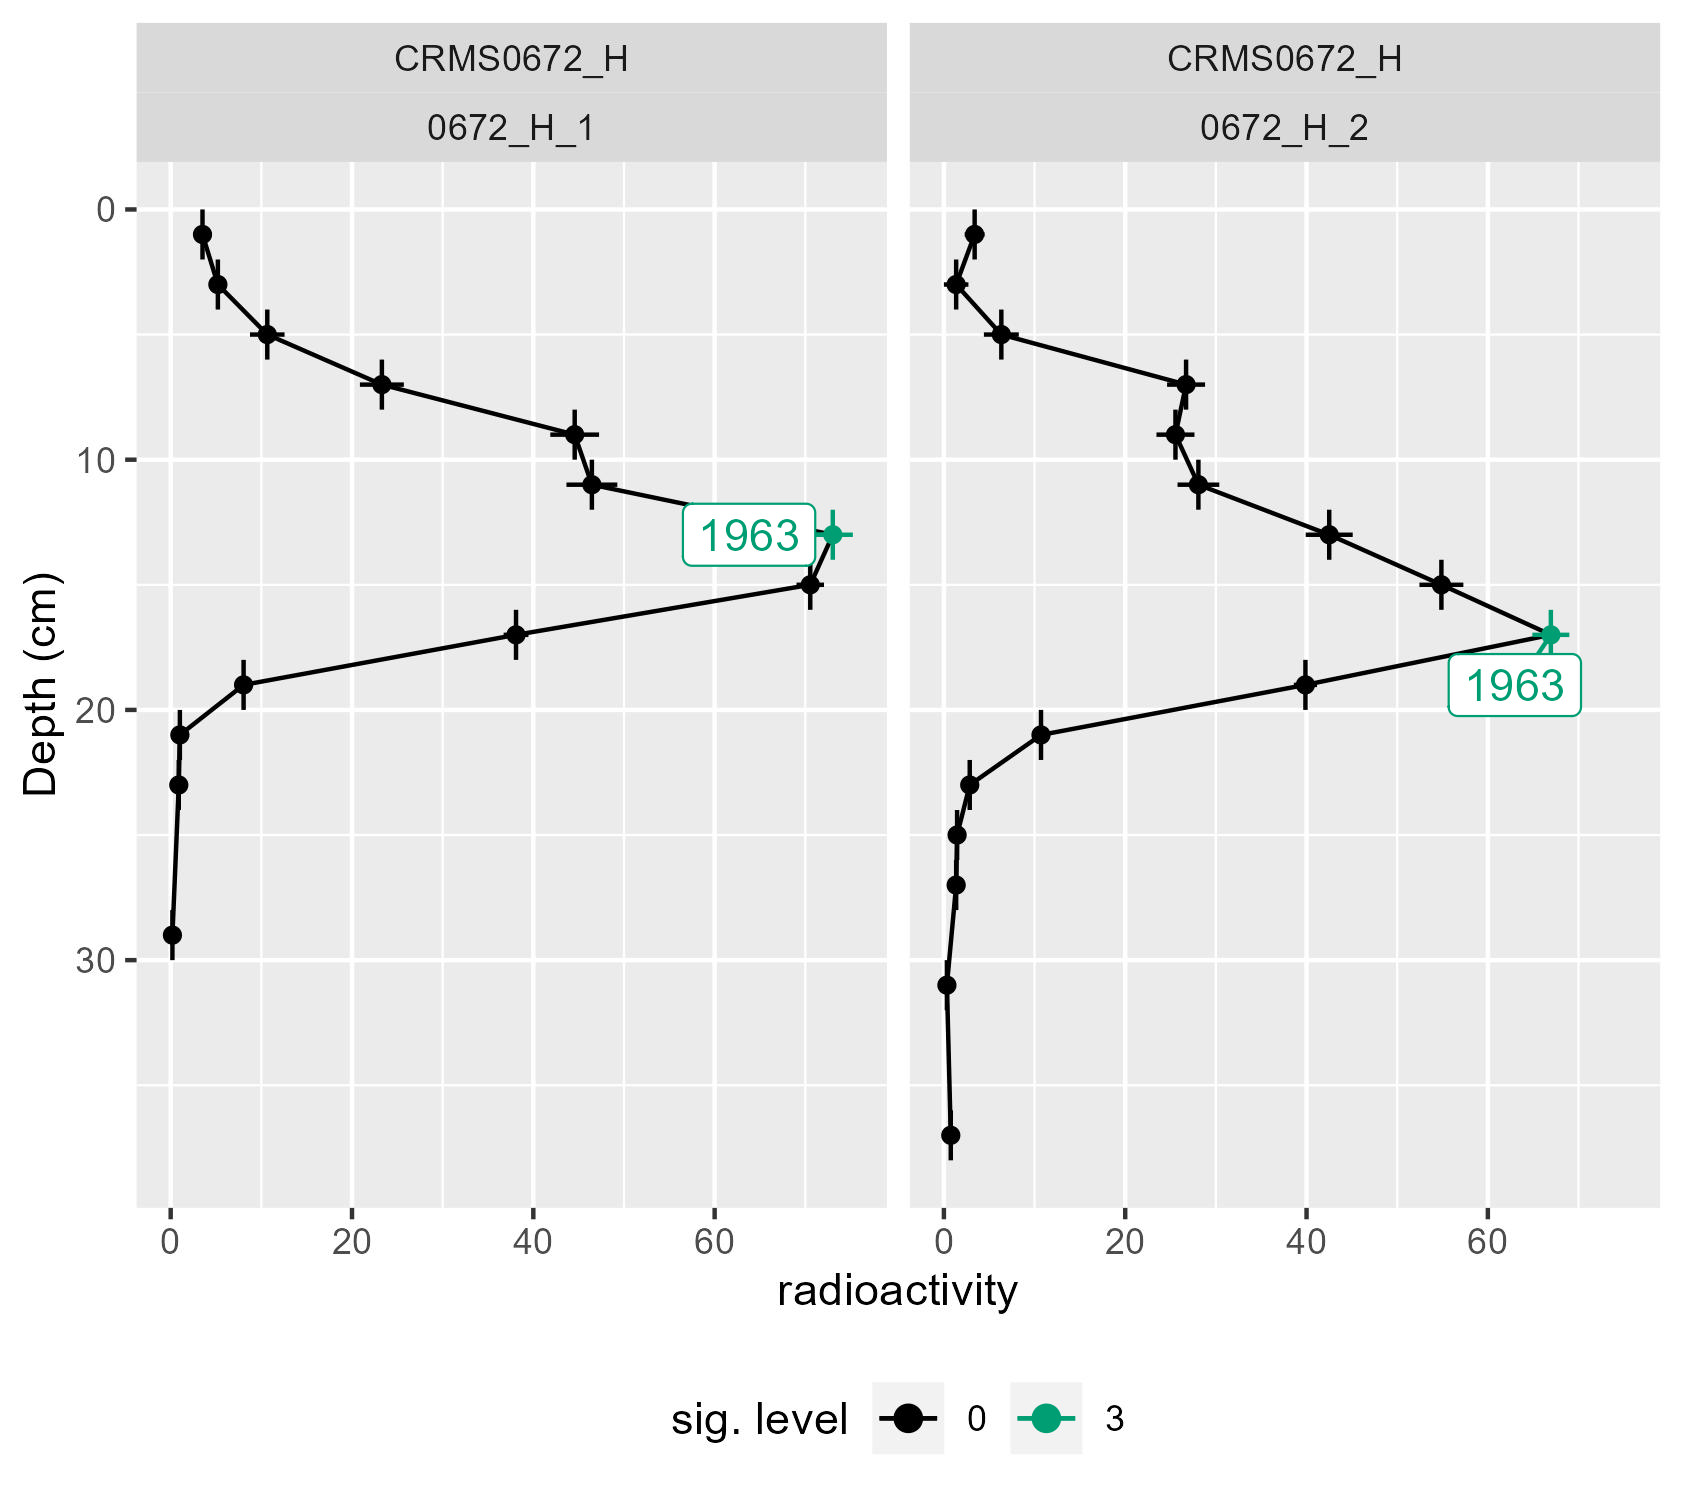 CRMS0672_H CRMS0672_H
0672_H_1 0672_H_2
0
10
1963
1963
20
30
Depth (cm)
0 20 40 60 0 20 40 60
radioactivity
sig. level 0 3